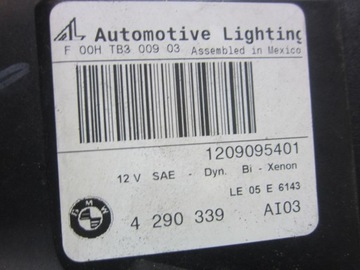 AL Automotive Lighting
F 00H TB3 009 03 Assembled in Mexico
1209095401
12 V SAE - Dyn. Bi - Xenon
LE 05 E 6143
BMW
4 290 339 AI03